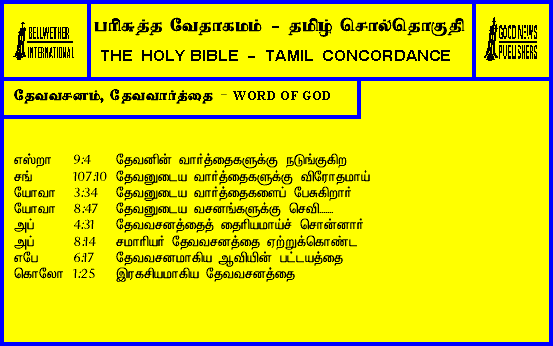 BELLWETHER
INTERNATIONAL
பரிசுத்த வேதாகமம் - தமிழ் சொல்தொகுதி
THE HOLY BIBLE - TAMIL CONCORDANCE
GOOD NEWS
PUBLISHERS
தேவவசனம், தேவவார்த்தை - WORD OF GOD
எஸ்றா 9:4 தேவனின் வார்த்தைகளுக்கு நடுங்குகிற
சங் 107:10 தேவனுடைய வார்த்தைகளுக்கு விரோதமாய்
யோவா 3:34 தேவனுடைய வார்த்தைகளைப் பேசுகிறார்
யோவா 8:47 தேவனுடைய வசனங்களுக்கு செவி.......
அப் 4:31 தேவவசனத்தைத் தைரியமாய்ச் சொன்னார்
அப் 8:14 சமாரியர் தேவவசனத்தை ஏற்றுக்கொண்ட
எபே 6:17 தேவவசனமாகிய ஆவியின் பட்டயத்தை
கொலோ 1:25 இரகசியமாகிய தேவவசனத்தை